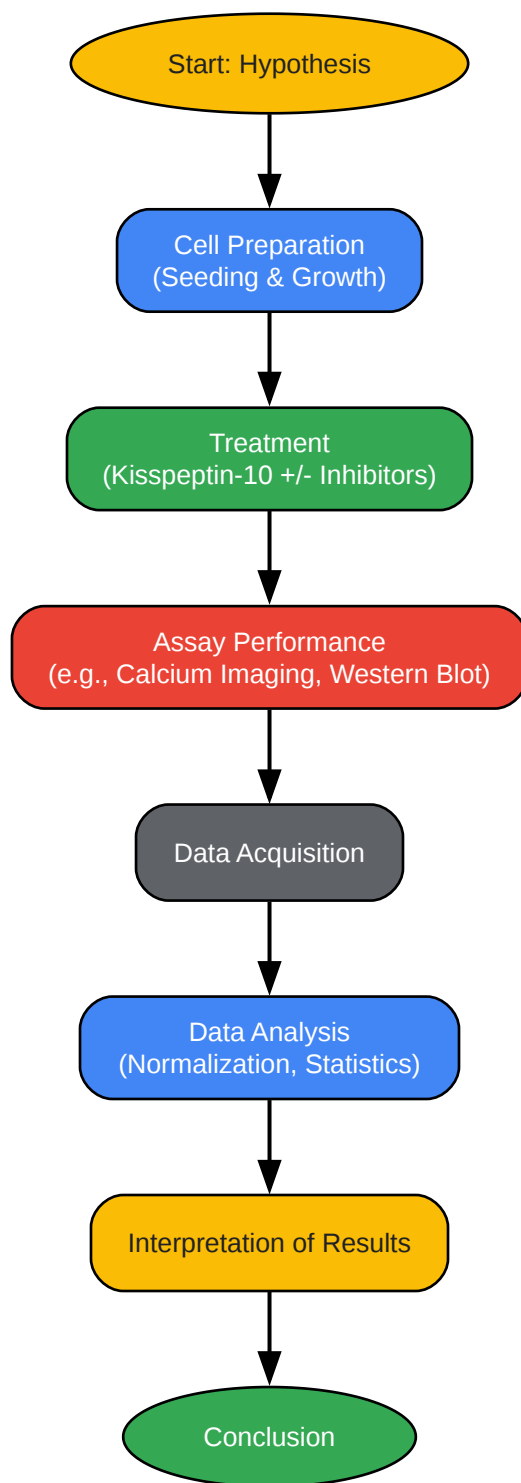 Start: Hypothesis
Cell Preparation
(Seeding & Growth)
Treatment
(Kisspeptin-10 +/- Inhibitors)
Assay Performance
(e.g., Calcium Imaging, Western Blot)
Data Acquisition
Data Analysis
(Normalization, Statistics)
Interpretation of Results
Conclusion